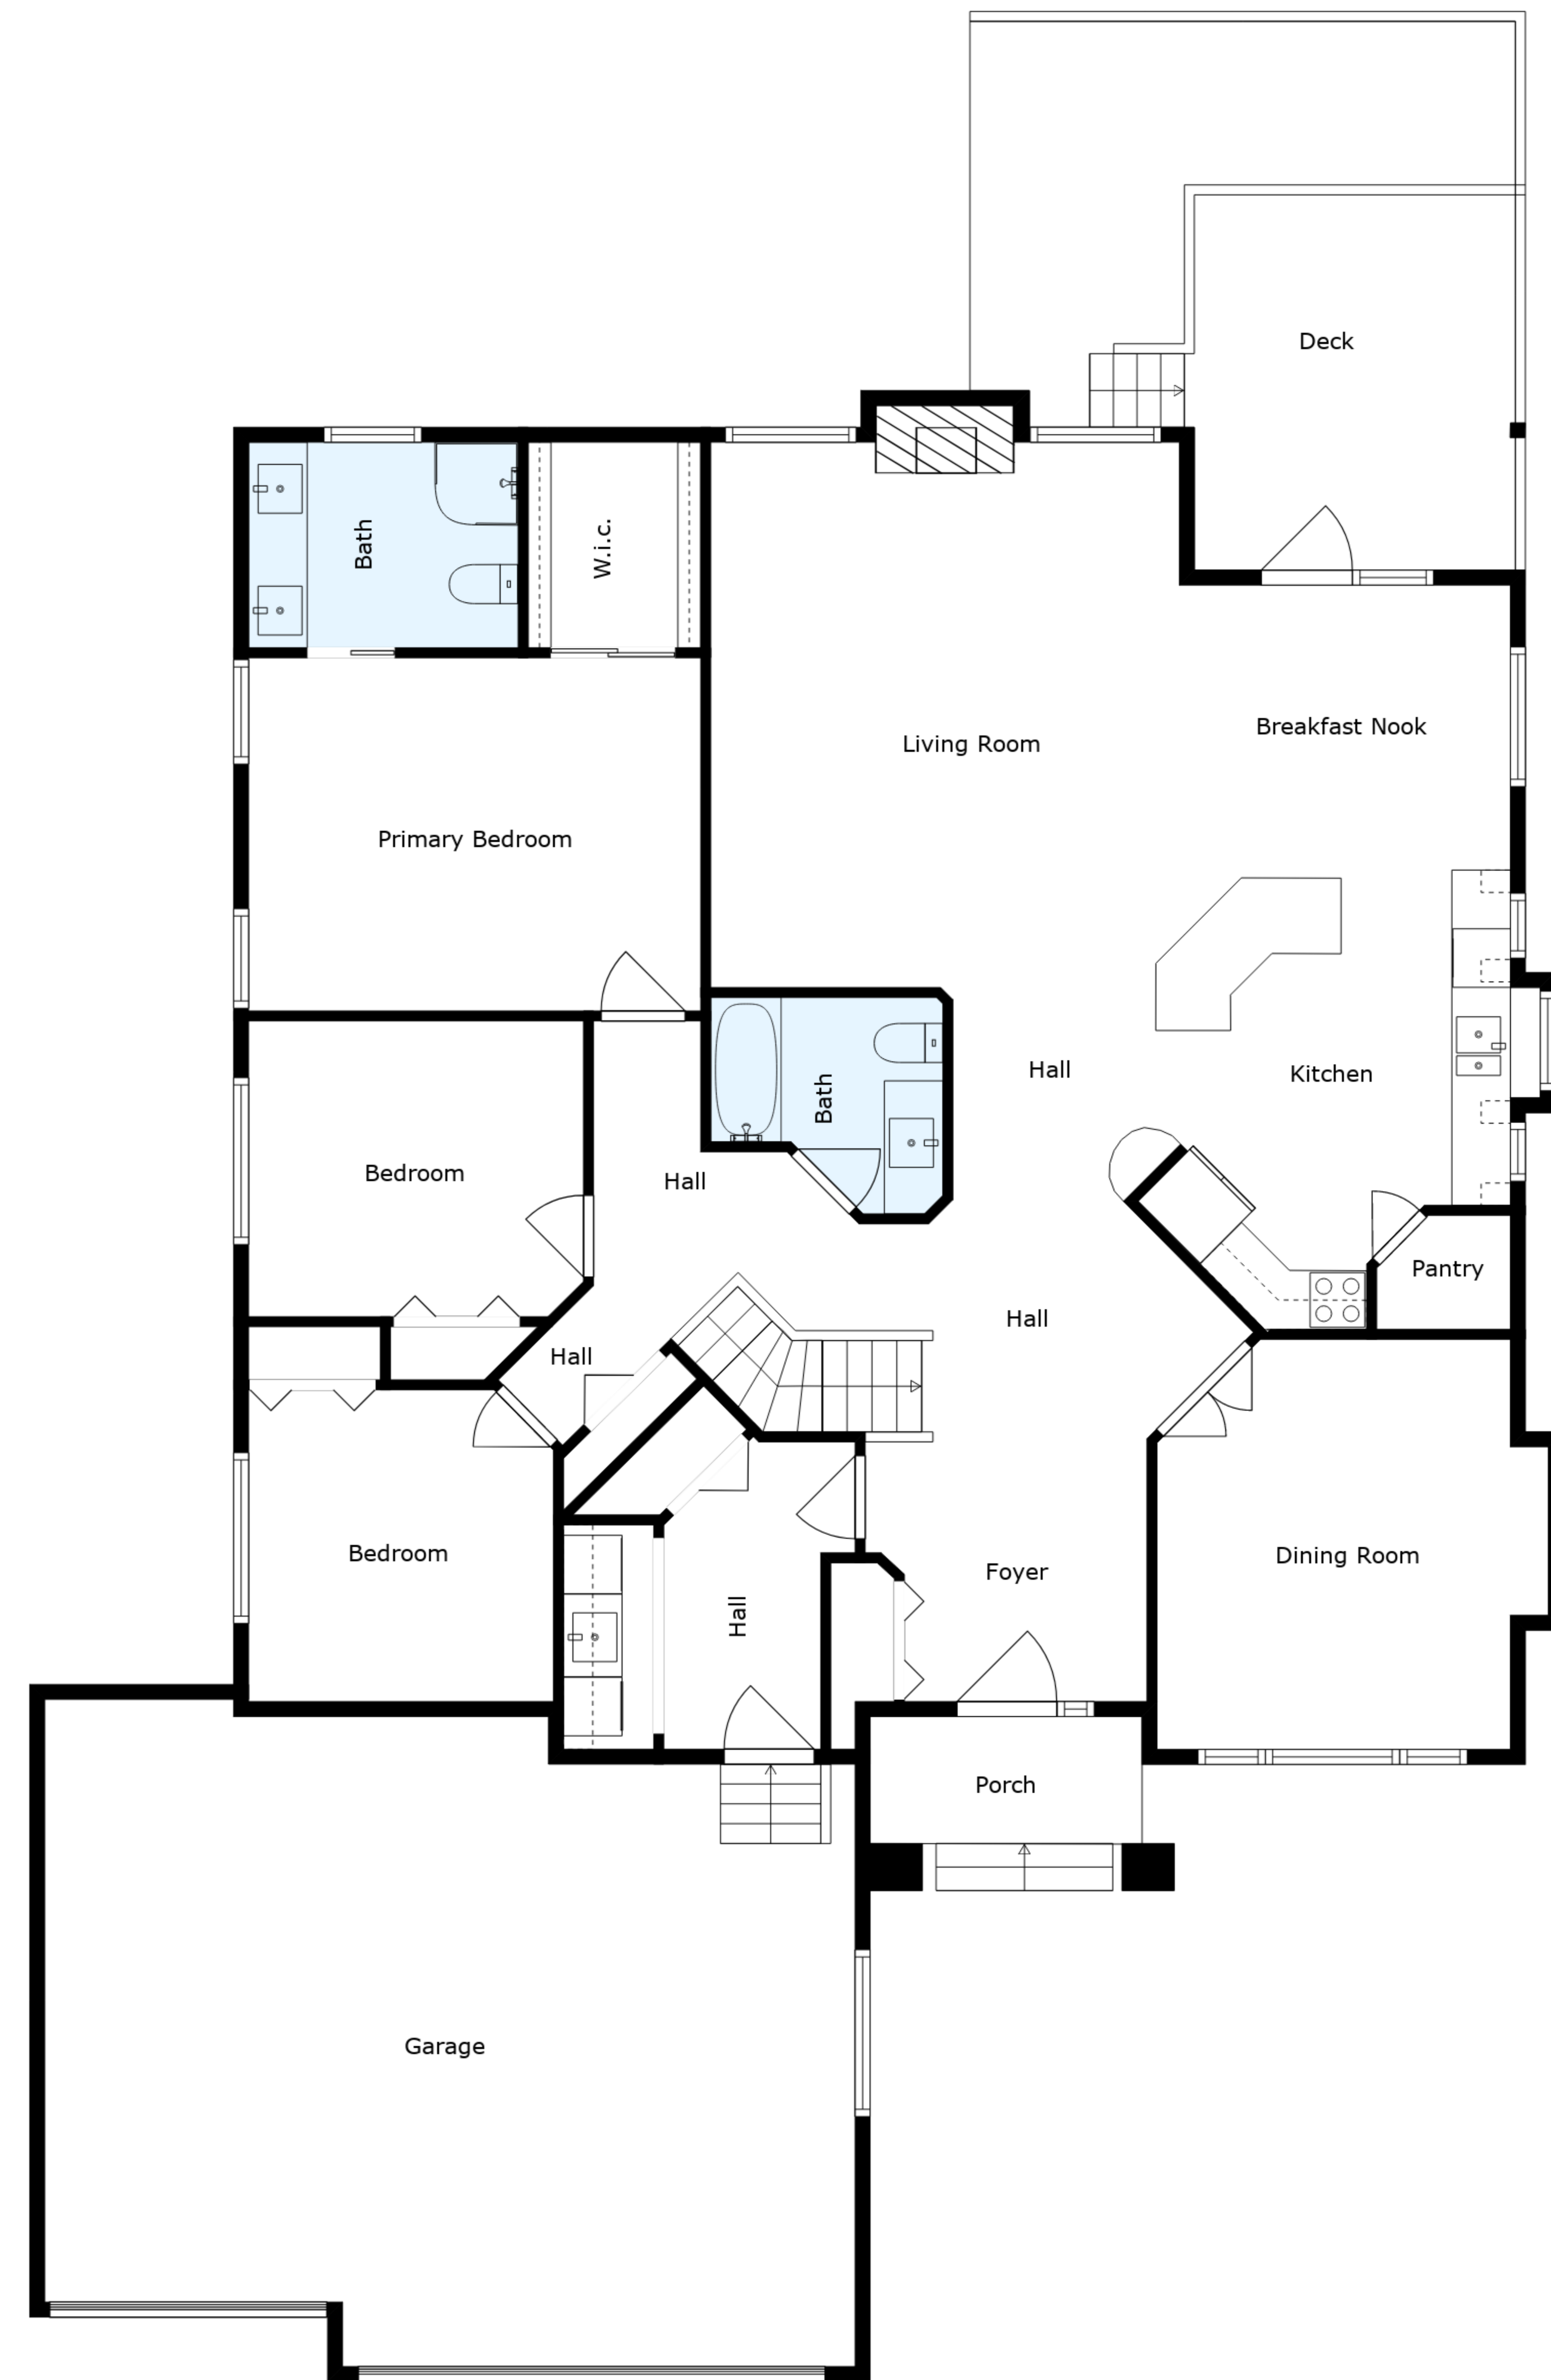 Deck
Bath
W.i.c.
Living Room
Breakfast Nook
Primary Bedroom
Hall
Kitchen
Bath
Bedroom
Hall
Pantry
Hall
Hall
Bedroom
Dining Room
Foyer
Hall
Porch
Garage